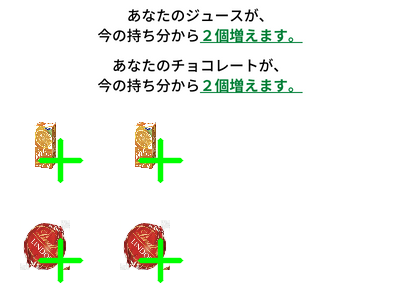 あなたのジュースが、
今の持ち分から２個増えます。
あなたのチョコレートが、
今の持ち分から２個増えます。